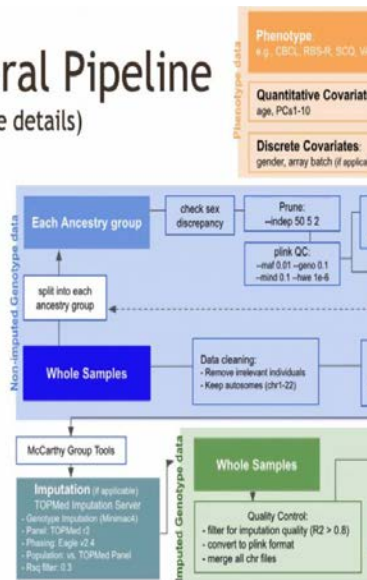 ral Pipeline
e details)
Phenotype data
Phenotype:
e.g., CBCL, RBS-R, SCQ,
Quantitative Covariat
age, PCs1-10
Discrete Covariates:
gender, array batch (if applica
Non-imputed Genotype data
Each Ancestry group
check sex
discrepancy
Prune:
--indep 50 5 2
plink QC:
--maf 0.01 --geno 0.1
--mind 0.1 --hwe 1e-6
split into each
ancestry group
Whole Samples
Data cleaning:
- Remove irrelevant individuals
- Keep autosomes (chr1-22)
McCarthy Group Tools
Imputation (if applicable)
TOPMed Imputation Server
- Genotype Imputation (Minimac4)
- Panel: TOPMed r2
- Phasing: Eagle v2.4
- Population: vs. TOPMed Panel
- Rsq filter: 0.3
Imputed Genotype data
Whole Samples
Quality Control:
- filter for imputation quality (R2 > 0.8)
- convert to plink format
- merge all chr files